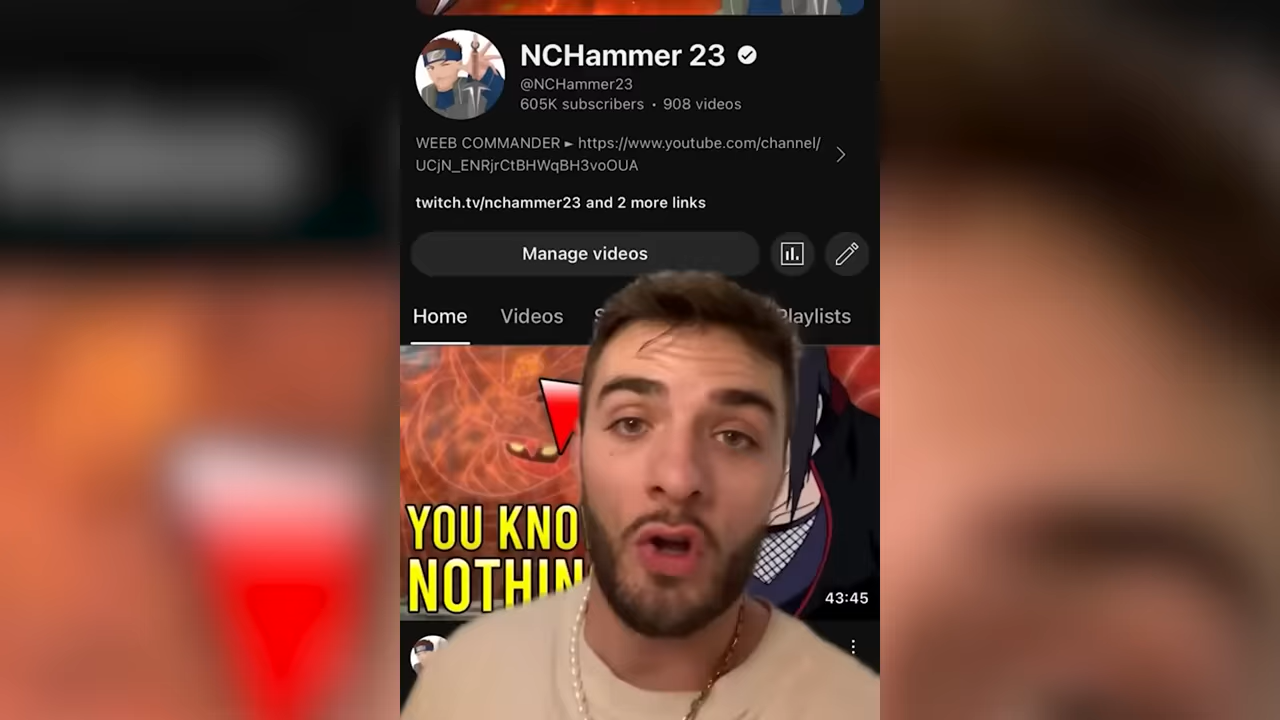 NCHammer 23
@NCHammer23
605K subscribers • 908 videos
WEEB COMMANDER ► https://www.youtube.com/channel/
UCjN_ENRjrCtBHWqBH3voOUA
twitch.tv/nchammer23 and 2 more links
Manage videos
Home Videos S Playlists
YOU KNO
NOTHIN
43:45